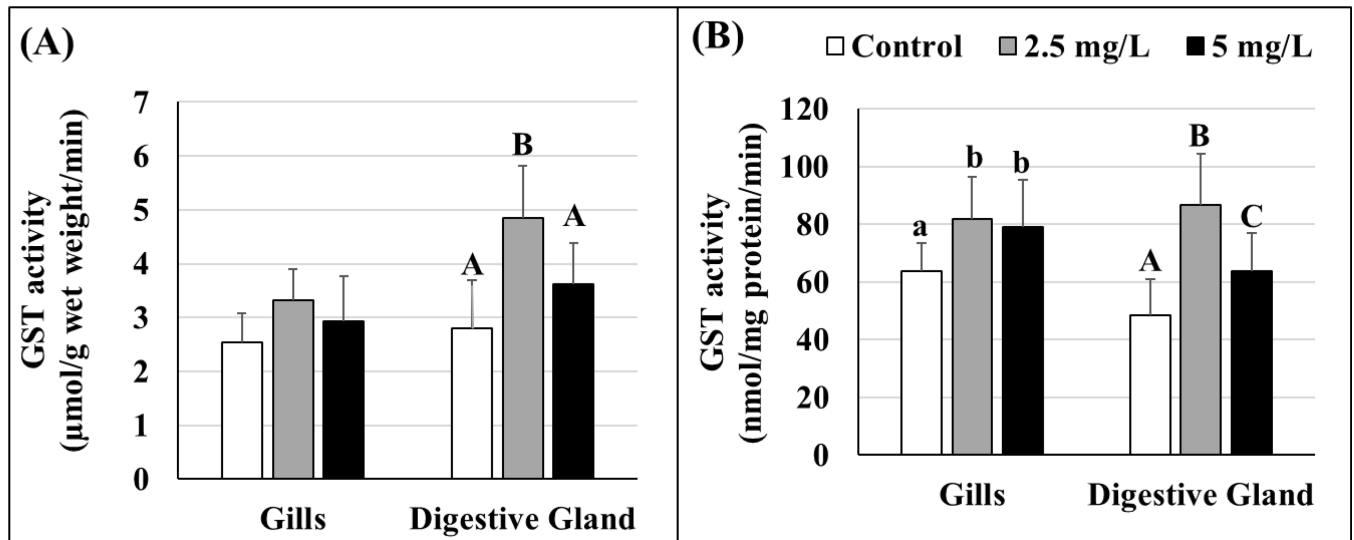 (A)
GST activity
(µmol/g wet weight/min)
7
6
5
4
3
2
1
0
B
A
A
Gills
Digestive Gland
(B)
Control
2.5 mg/L
5 mg/L
GST activity
(nmol/mg protein/min)
120
100
80
60
40
20
0
a
b
b
A
B
C
Gills
Digestive Gland